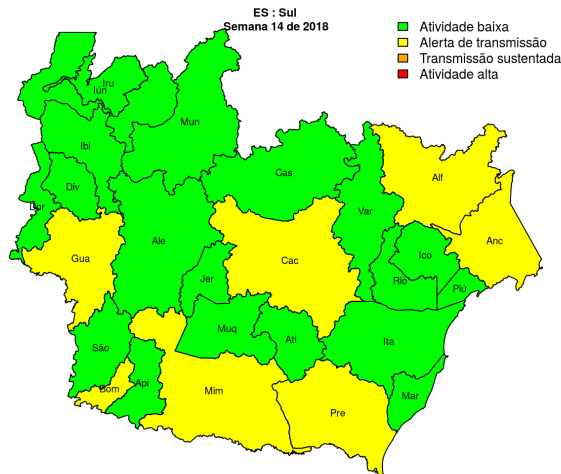 ES : Sul
Semana 14 de 2018
Atividade baixa
Alerta de transmissão
Transmissão sustentada
Atividade alta
Iru
Iún
Mun
Ibi
Cas
Alf
Div
Dor
Var
Ale
Anc
Gua
Cac
Ico
Jer
Rio
Piú
Muq
Ati
Ita
São
Api
Bom
Mim
Mar
Pre